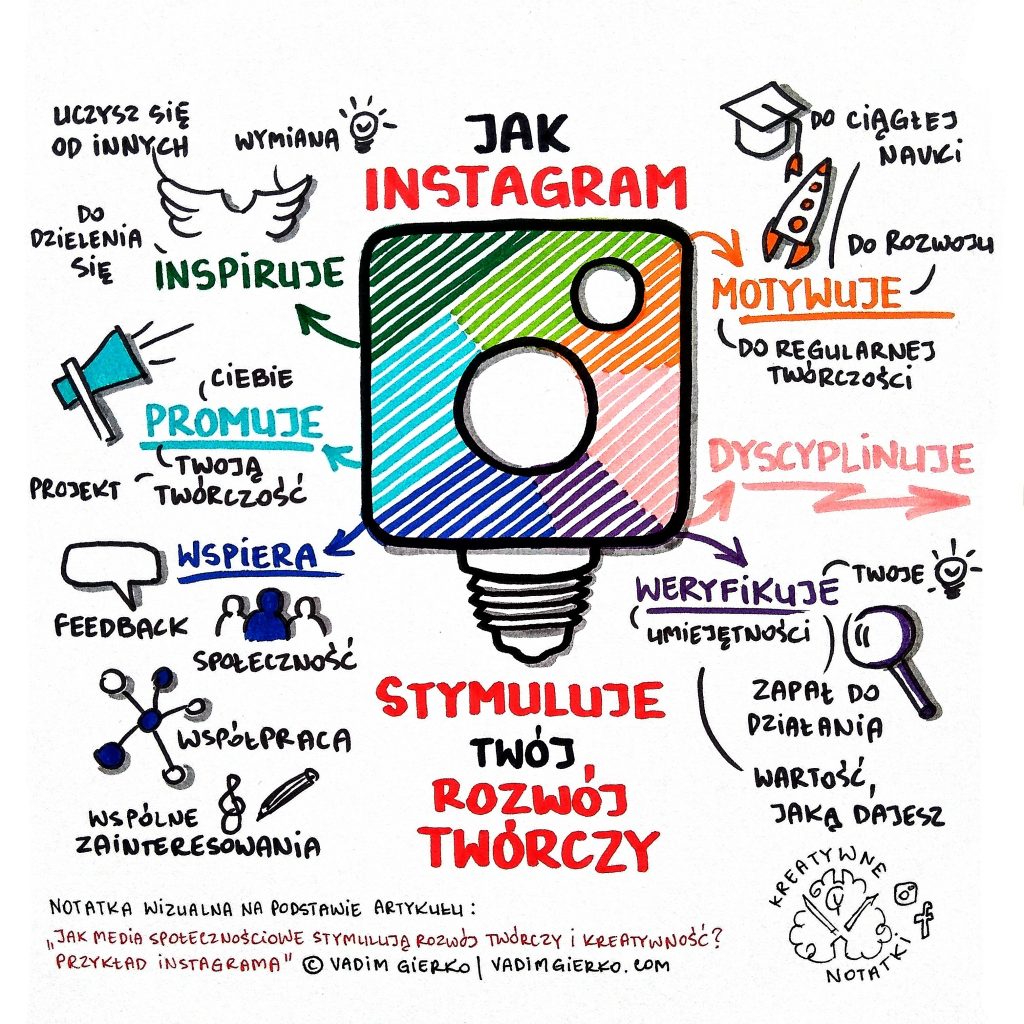 JAK
INSTAGRAM
UCZYSZ SIĘ
OD INNYCH
WYMIANA
DO
DZIELENIA
SIĘ
INSPIRUJE
CIEBIE
PROMUJE
TWOJĄ
TWÓRCZOŚĆ
PROJEKT
WSPIERA
FEEDBACK
SPOŁECZNOŚĆ
WSPÓŁPRACA
WSPÓLNE
ZAINTERESOWANIA
DO CIĄGŁEJ
NAUKI
DO ROZWOJU
MOTYWUJE
DO REGULARNEJ
TWÓRCZOŚCI
DYSCYPLINUJE
WERYFIKUJE
TWOJE
UMIEJĘTNOŚCI
ZAPAŁ DO
DZIAŁANIA
WARTOŚĆ,
JAKĄ DAJESZ
STYMULUJE
TWÓJ
ROZWÓJ
TWÓRCZY
NOTATKA WIZUALNA NA PODSTAWIE ARTYKUŁU:
„JAK MEDIA SPOŁECZNOŚCIOWE STYMULUJĄ ROZWÓJ TWÓRCZY I KREATYWNOŚĆ?
PRZYKŁAD INSTAGRAMA" © VADIM GIERKO | VADIMGIERKO.COM
KREATYWNE
NOTATKI